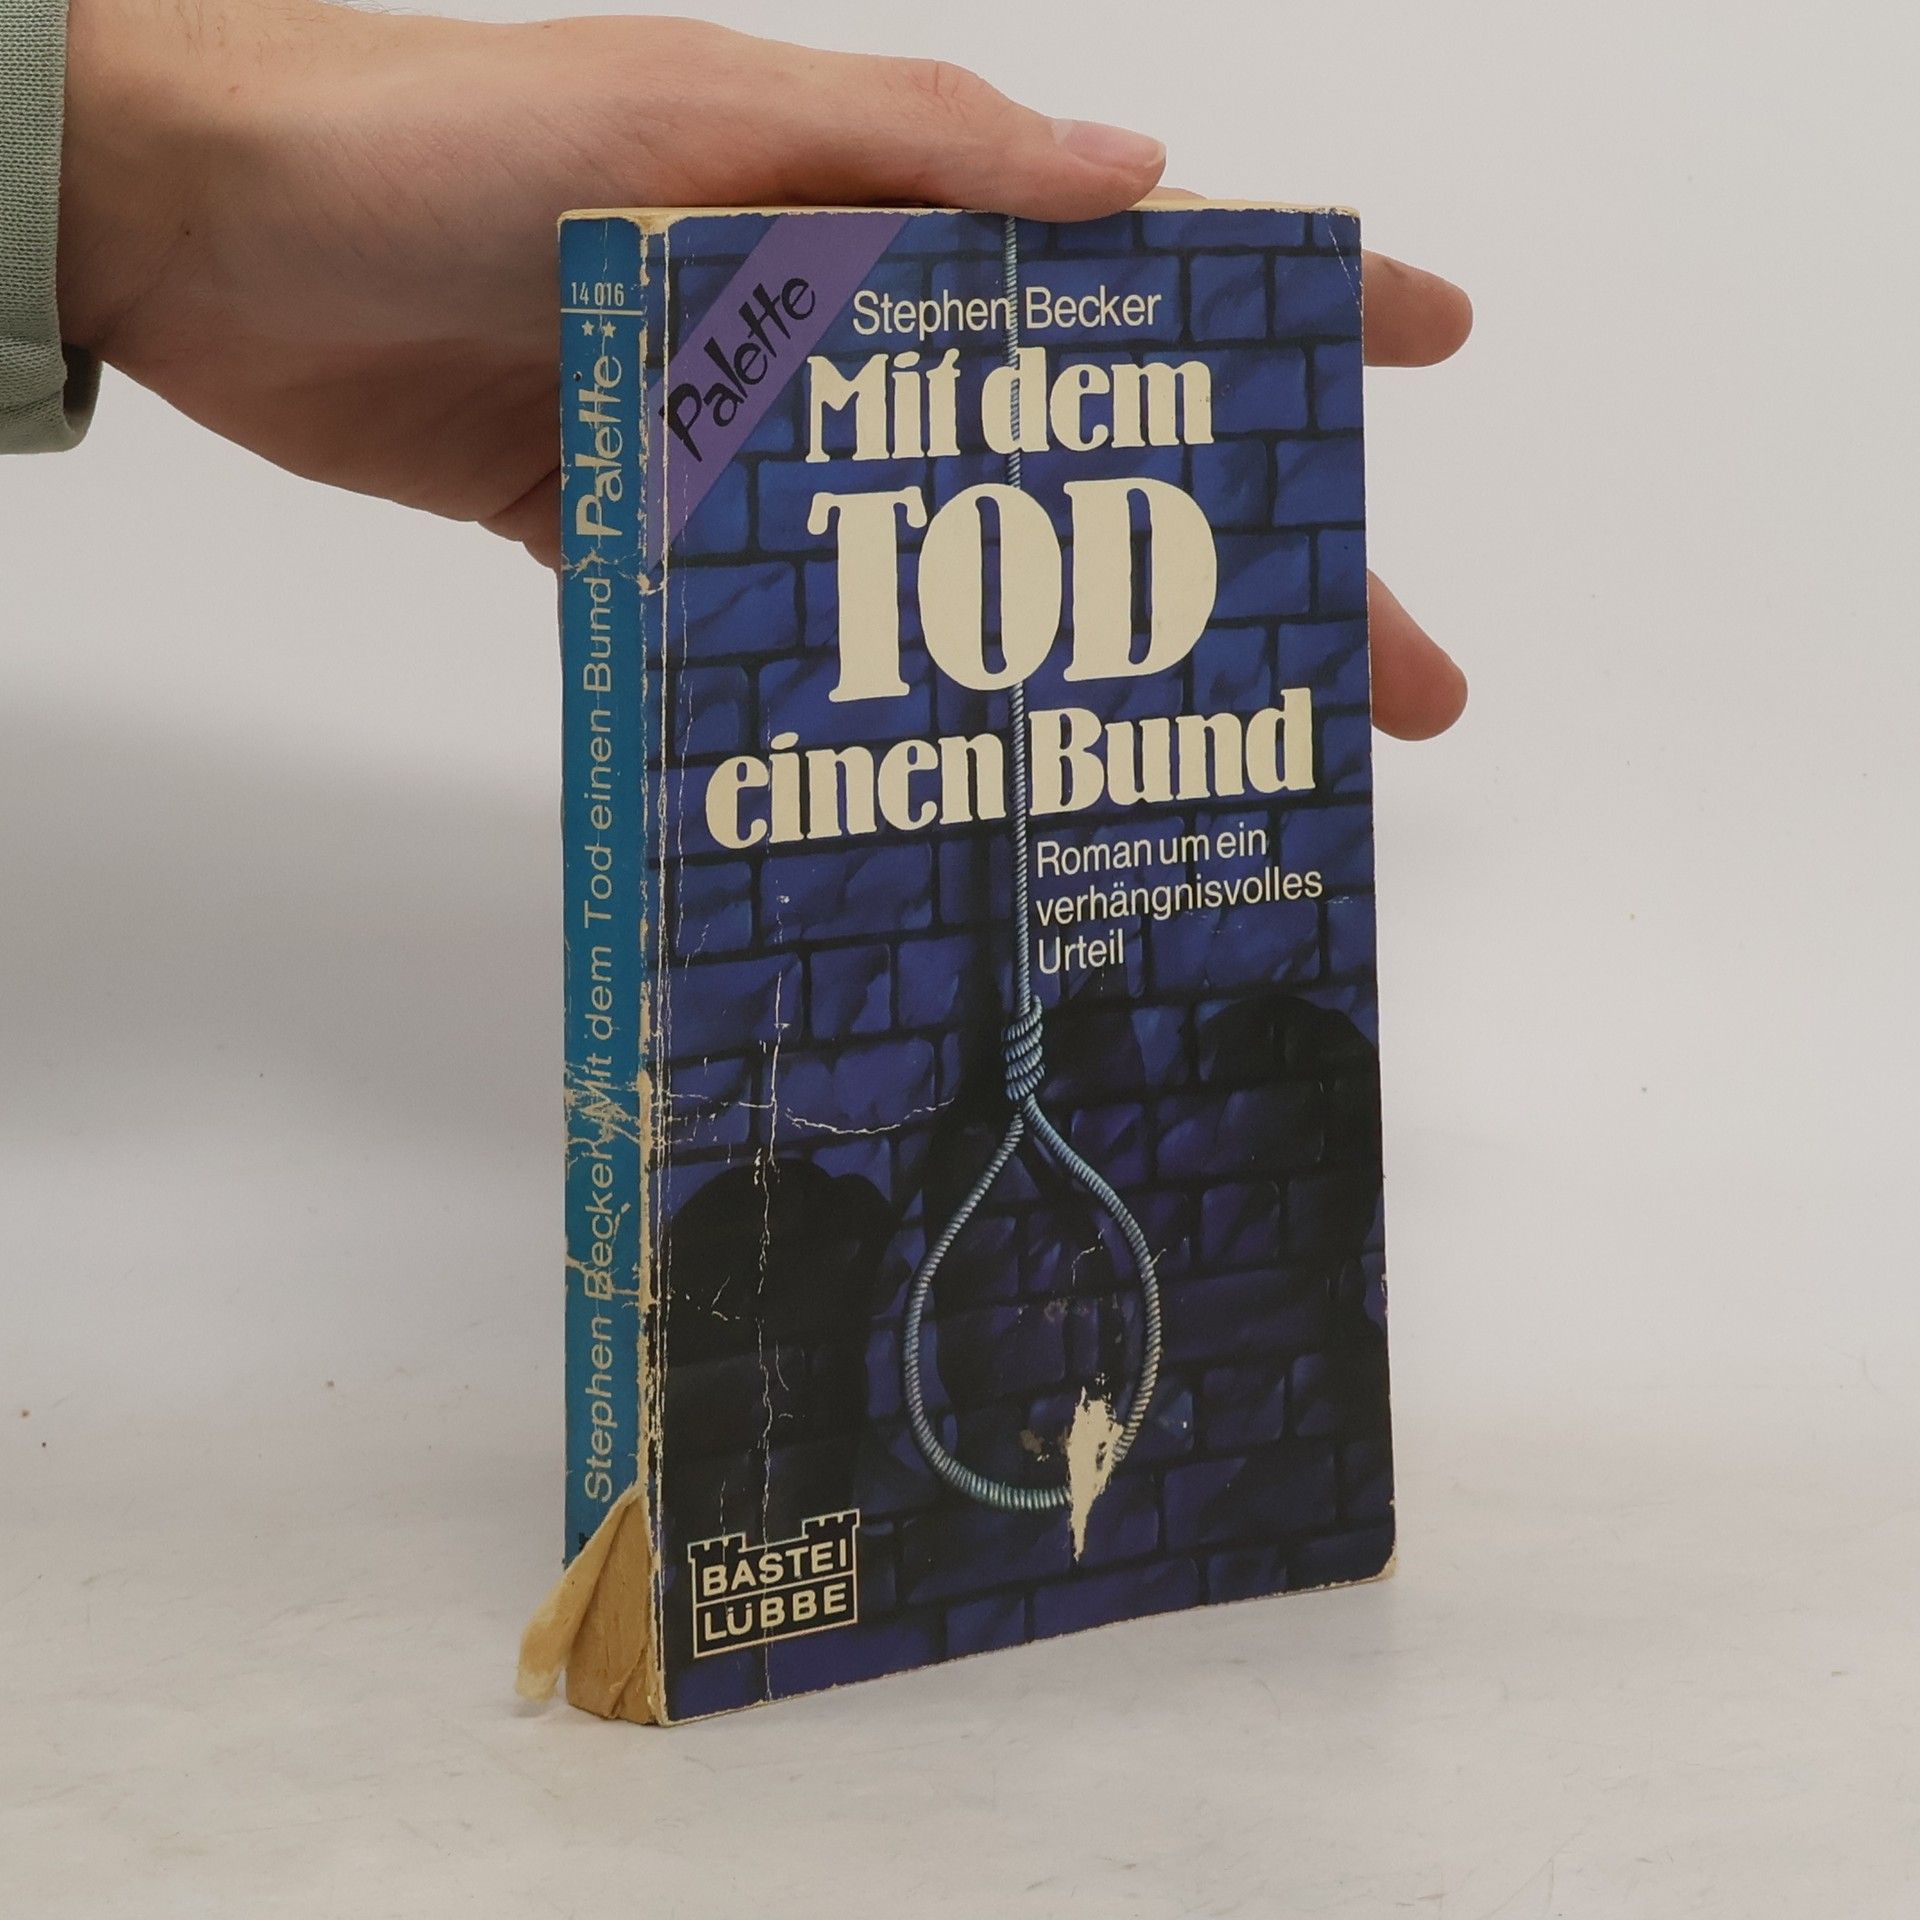 Palette
Stephen Becker
Mit dem
TOD
einen Bund
Roman um ein
verhängnisvolles
Urteil
BASTEI
LÜBBE
14 016
★★
Stephen Becker Mit dem Tod einen Bund Palette